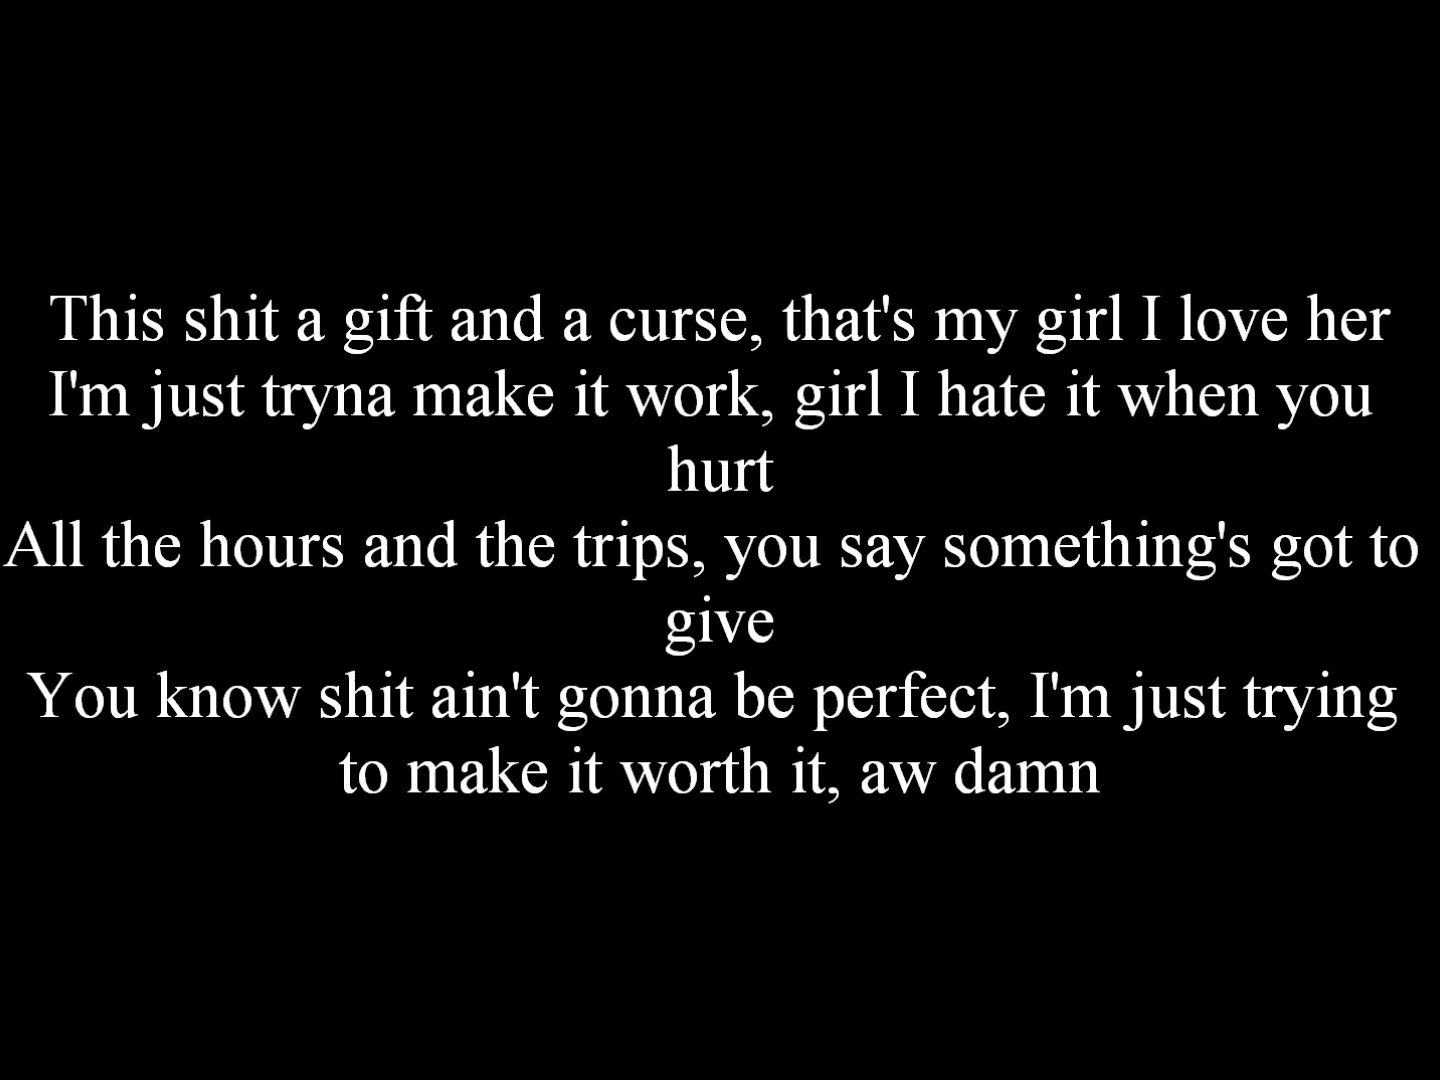 This shit a gift and a curse, that's my girl I love her
I'm just tryna make it work, girl I hate it when you
hurt
All the hours and the trips, you say something's got to
give
You know shit ain't gonna be perfect, I'm just trying
to make it worth it, aw damn